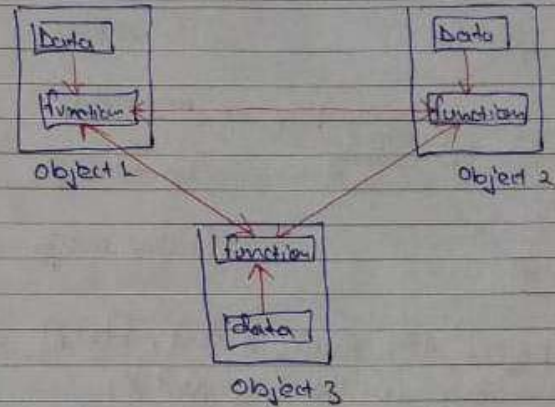 Data
Data
function
function
Object 1
Object 2
function
data
Object 3